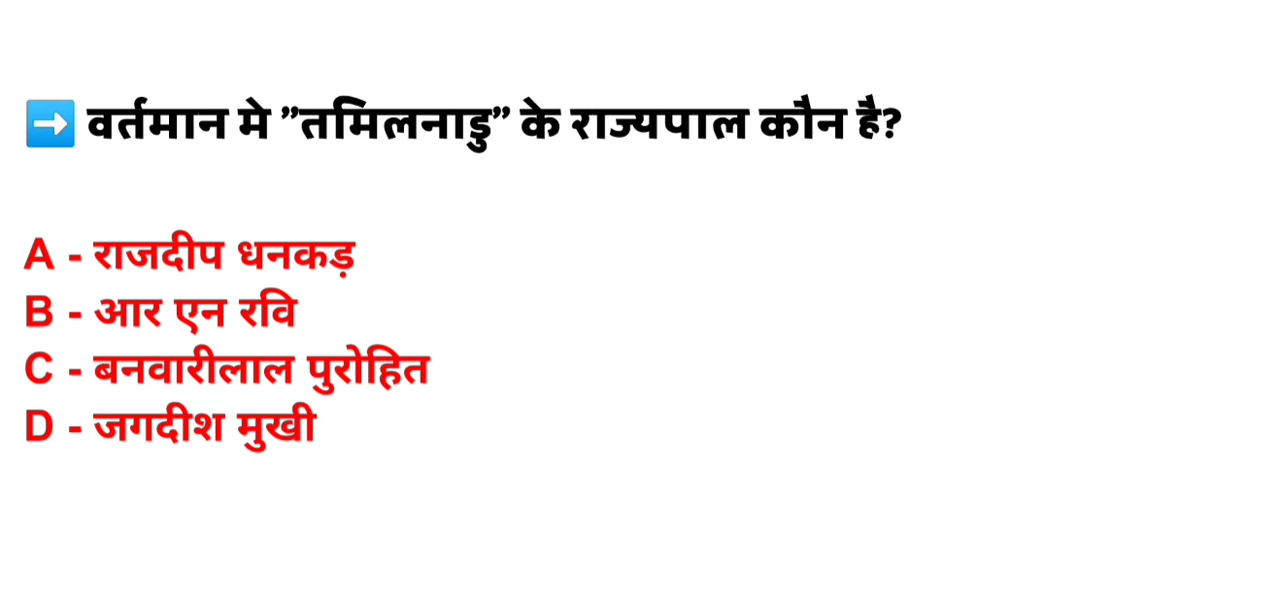 ➡️ वर्तमान मे ”तमिलनाडु” के राज्यपाल कौन है?
A - राजदीप धनकड़
B - आर एन रवि
C - बनवारीलाल पुरोहित
D - जगदीश मुखी